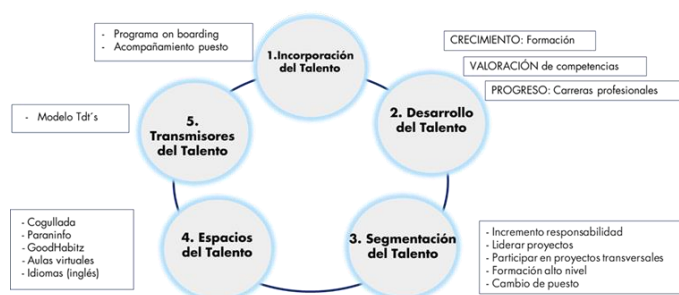 - Programa on boarding
- Acompañamiento puesto
1.Incorporación
del Talento
CRECIMIENTO: Formación
VALORACIÓN de competencias
PROGRESO: Carreras profesionales
2. Desarrollo
del Talento
- Modelo Tdt´s
5.
Transmisores
del Talento
- Cogullada
- Paraninfo
- GoodHabitz
- Aulas virtuales
- Idiomas (inglés)
4. Espacios
del Talento
3. Segmentación
del Talento
- Incremento responsabilidad
- Liderar proyectos
- Participar en proyectos transversales
- Formación alto nivel
- Cambio de puesto